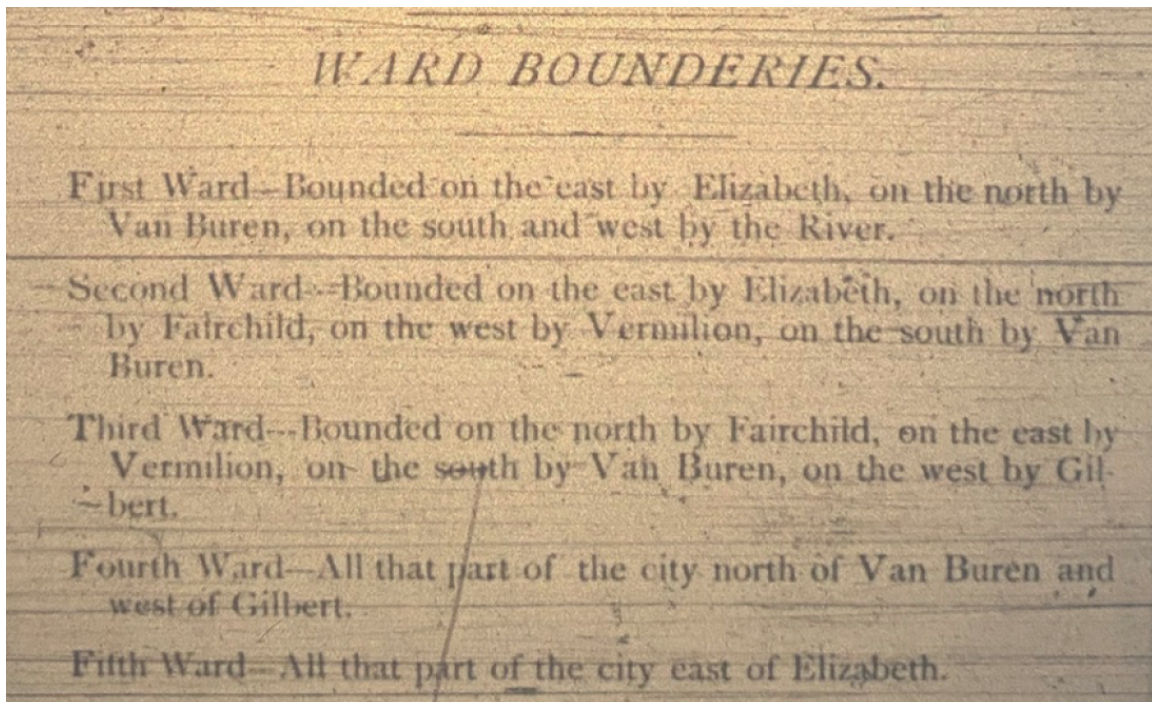 WARD BOUNDERIES.
First Ward—Bounded on the east by Elizabeth, on the north by
Van Buren, on the south and west by the River.
Second Ward--Bounded on the east by Elizabeth, on the north
by Fairchild, on the west by Vermilion, on the south by Van
Buren.
Third Ward---Bounded on the north by Fairchild, on the east by
Vermilion, on the south by Van Buren, on the west by Gil-
bert.
Fourth Ward—All that part of the city north of Van Buren and
west of Gilbert.
Fifth Ward—All that part of the city east of Elizabeth.